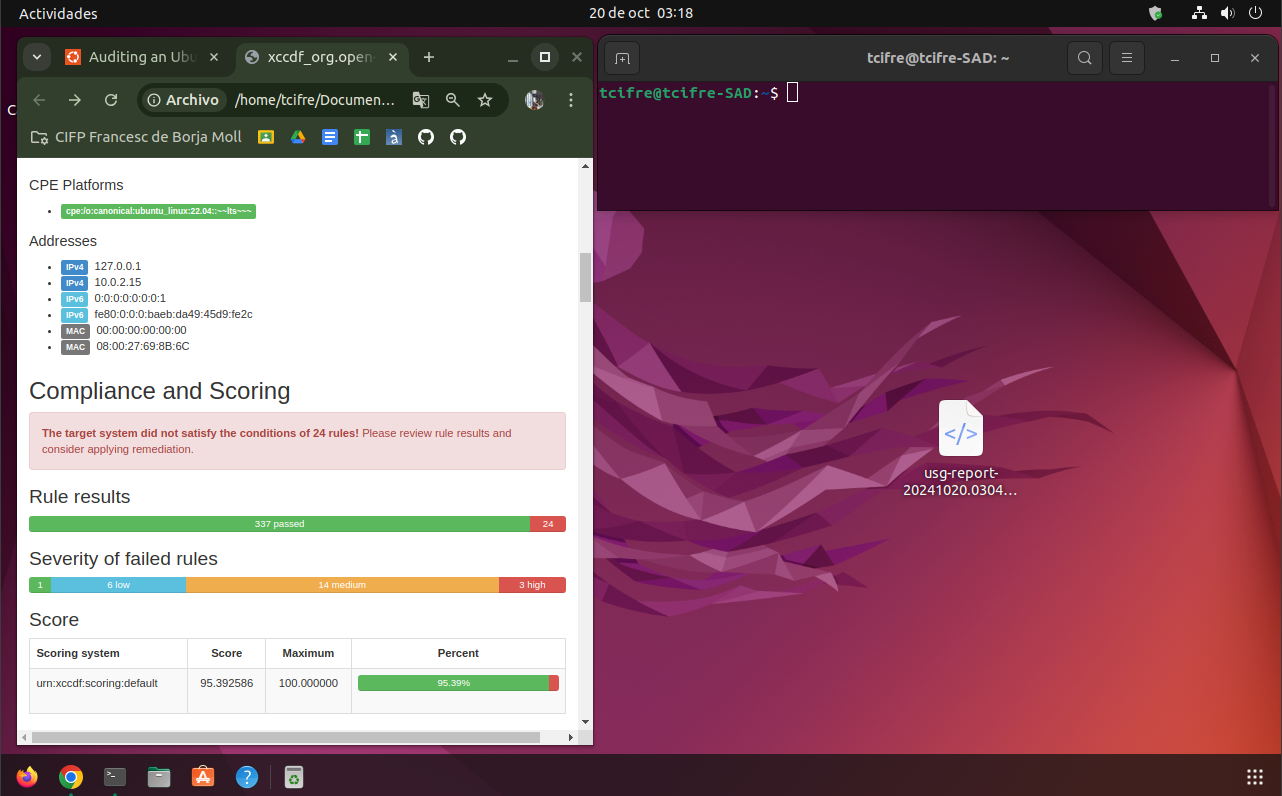 Actividades
20 de oct 03:18
Auditing an Ubu
xccdf_org.open-
Archivo
/home/tcifre/Documen...
CIFP Francesc de Borja Moll
CPE Platforms
cpe:/o:canonical:ubuntu_linux:22.04::~~lts~~~
Addresses
IPv4 127.0.0.1
IPv4 10.0.2.15
IPv6 0:0:0:0:0:0:0:1
IPv6 fe80:0:0:0:baeb:da49:45d9:fe2c
MAC 00:00:00:00:00:00
MAC 08:00:27:69:8B:6C
Compliance and Scoring
The target system did not satisfy the conditions of 24 rules! Please review rule results and
consider applying remediation.
Rule results
337 passed 24
Severity of failed rules
1 6 low 14 medium 3 high
Score
Scoring system Score Maximum Percent
urn:xccdf:scoring:default 95.392586 100.000000 95.39%
tcifre@tcifre-SAD: ~
tcifre@tcifre-SAD:~$
usg-report-
20241020.0304...